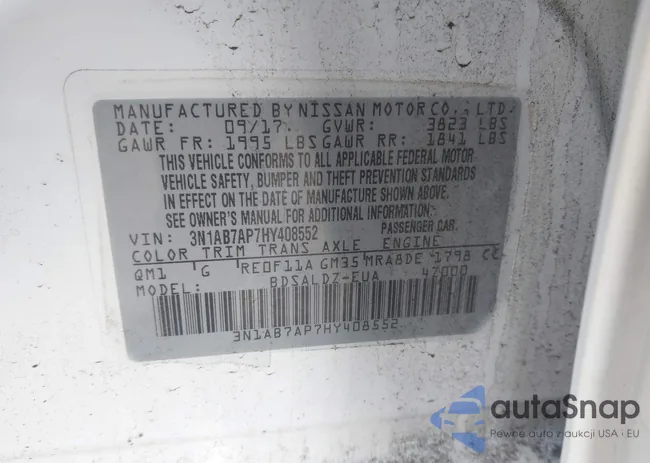 MANUFACTURED BY NISSAN MOTOR CO., LTD.
DATE: 09/17. GVWR: 3823 LBS
GAWR FR: 1995 LBS GAWR RR: 1841 LBS
THIS VEHICLE CONFORMS TO ALL APPLICABLE FEDERAL MOTOR
VEHICLE SAFETY, BUMPER AND THEFT PREVENTION STANDARDS
IN EFFECT ON THE DATE OF MANUFACTURE SHOWN ABOVE.
SEE OWNER'S MANUAL FOR ADDITIONAL INFORMATION.
VIN: 3N1AB7AP7HY408552 PASSENGER CAR.
COLOR TRIM TRANS AXLE ENGINE
QM1 G RE0F11A GM35 MRA8DE 1798 CC
MODEL: BDSALDZ-EUA 47000
3N1AB7AP7HY408552
autaSnap
Pewne auto z aukcji USA i EU